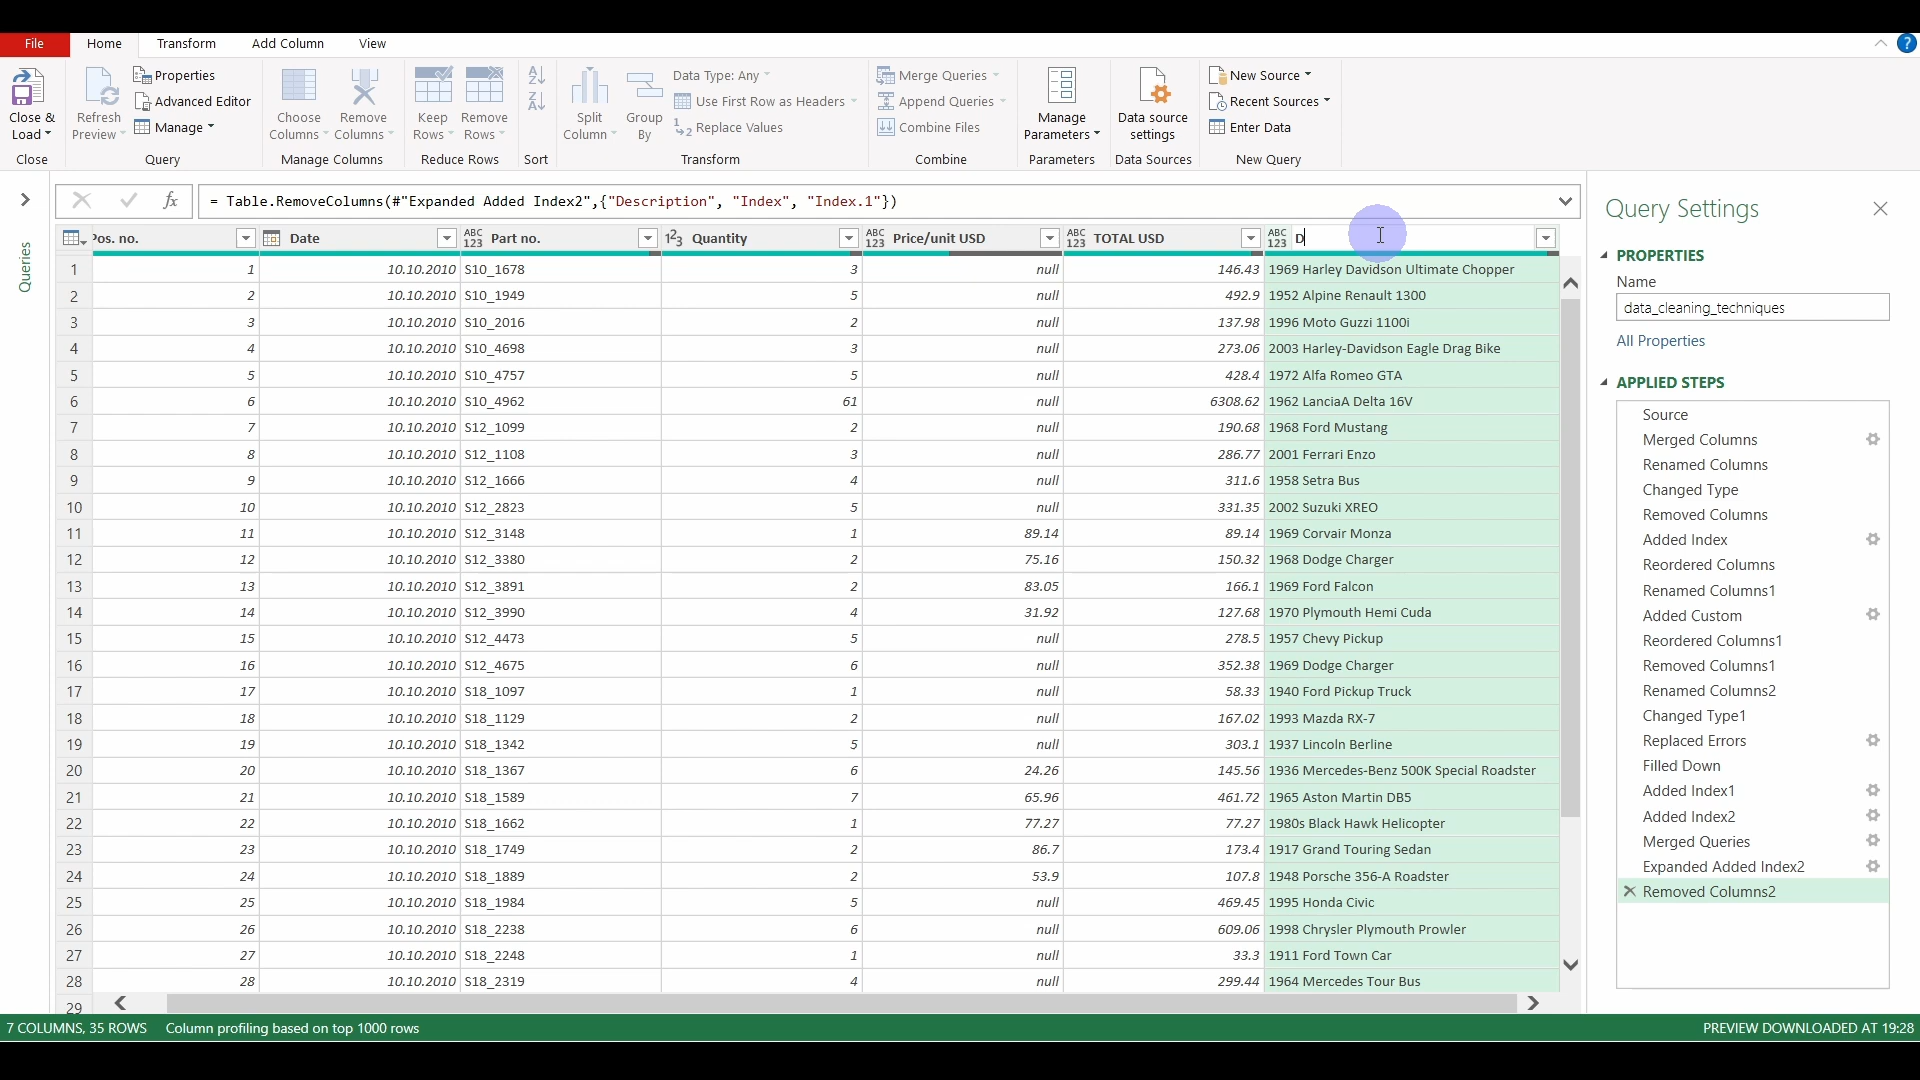 File Home Transform Add Column View ?
Close & Load
Refresh Preview
Properties
Advanced Editor
Manage
Choose Columns
Remove Columns
Keep Rows
Remove Rows
Split Column
Group By
Data Type: Any
Use First Row as Headers
Replace Values
Merge Queries
Append Queries
Combine Files
Manage Parameters
Data source settings
New Source
Recent Sources
Enter Data
Close Query Manage Columns Reduce Rows Sort Transform Combine Parameters Data Sources New Query
Queries
fx = Table.RemoveColumns(#"Expanded Added Index2",{"Description", "Index", "Index.1"})
Pos. no. Date ABC 123 Part no. 123 Quantity ABC 123 Price/unit USD ABC 123 TOTAL USD ABC 123 D
1 1 10.10.2010 S10_1678 3 null 146.43 1969 Harley Davidson Ultimate Chopper
2 2 10.10.2010 S10_1949 5 null 492.9 1952 Alpine Renault 1300
3 3 10.10.2010 S10_2016 2 null 137.98 1996 Moto Guzzi 1100i
4 4 10.10.2010 S10_4698 3 null 273.06 2003 Harley-Davidson Eagle Drag Bike
5 5 10.10.2010 S10_4757 5 null 428.4 1972 Alfa Romeo GTA
6 6 10.10.2010 S10_4962 61 null 6308.62 1962 LanciaA Delta 16V
7 7 10.10.2010 S12_1099 2 null 190.68 1968 Ford Mustang
8 8 10.10.2010 S12_1108 3 null 286.77 2001 Ferrari Enzo
9 9 10.10.2010 S12_1666 4 null 311.6 1958 Setra Bus
10 10 10.10.2010 S12_2823 5 null 331.35 2002 Suzuki XREO
11 11 10.10.2010 S12_3148 1 89.14 89.14 1969 Corvair Monza
12 12 10.10.2010 S12_3380 2 75.16 150.32 1968 Dodge Charger
13 13 10.10.2010 S12_3891 2 83.05 166.1 1969 Ford Falcon
14 14 10.10.2010 S12_3990 4 31.92 127.68 1970 Plymouth Hemi Cuda
15 15 10.10.2010 S12_4473 5 null 278.5 1957 Chevy Pickup
16 16 10.10.2010 S12_4675 6 null 352.38 1969 Dodge Charger
17 17 10.10.2010 S18_1097 1 null 58.33 1940 Ford Pickup Truck
18 18 10.10.2010 S18_1129 2 null 167.02 1993 Mazda RX-7
19 19 10.10.2010 S18_1342 5 null 303.1 1937 Lincoln Berline
20 20 10.10.2010 S18_1367 6 24.26 145.56 1936 Mercedes-Benz 500K Special Roadster
21 21 10.10.2010 S18_1589 7 65.96 461.72 1965 Aston Martin DB5
22 22 10.10.2010 S18_1662 1 77.27 77.27 1980s Black Hawk Helicopter
23 23 10.10.2010 S18_1749 2 86.7 173.4 1917 Grand Touring Sedan
24 24 10.10.2010 S18_1889 2 53.9 107.8 1948 Porsche 356-A Roadster
25 25 10.10.2010 S18_1984 5 null 469.45 1995 Honda Civic
26 26 10.10.2010 S18_2238 6 null 609.06 1998 Chrysler Plymouth Prowler
27 27 10.10.2010 S18_2248 1 null 33.3 1911 Ford Town Car
28 28 10.10.2010 S18_2319 4 null 299.44 1964 Mercedes Tour Bus
29
Query Settings
PROPERTIES
Name
data_cleaning_techniques
All Properties
APPLIED STEPS
Source
Merged Columns
Renamed Columns
Changed Type
Removed Columns
Added Index
Reordered Columns
Renamed Columns1
Added Custom
Reordered Columns1
Removed Columns1
Renamed Columns2
Changed Type1
Replaced Errors
Filled Down
Added Index1
Added Index2
Merged Queries
Expanded Added Index2
Removed Columns2
7 COLUMNS, 35 ROWS Column profiling based on top 1000 rows PREVIEW DOWNLOADED AT 19:28